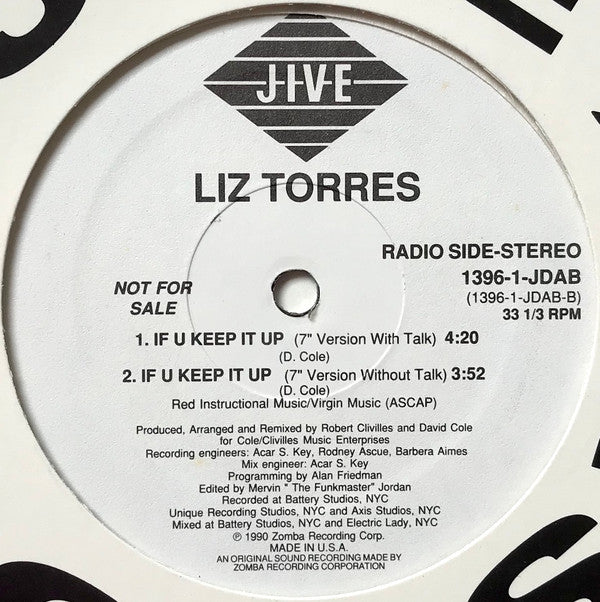 J-I-V-E
LIZ TORRES
RADIO SIDE-STEREO
1396-1-JDAB
(1396-1-JDAB-B)
33 1/3 RPM
NOT FOR
SALE
1. IF U KEEP IT UP (7" Version With Talk) 4:20
(D. Cole)
2. IF U KEEP IT UP (7" Version Without Talk) 3:52
(D. Cole)
Red Instructional Music/Virgin Music (ASCAP)
Produced, Arranged and Remixed by Robert Clivilles and David Cole
for Cole/Clivilles Music Enterprises
Recording engineers: Acar S. Key, Rodney Ascue, Barbera Aimes
Mix engineer: Acar S. Key
Programming by Alan Friedman
Edited by Mervin " The Funkmaster" Jordan
Recorded at Battery Studios, NYC
Unique Recording Studios, NYC and Axis Studios, NYC
Mixed at Battery Studios, NYC and Electric Lady, NYC
℗ 1990 Zomba Recording Corp.
MADE IN U.S.A.
AN ORIGINAL SOUND RECORDING MADE BY
ZOMBA RECORDING CORPORATION